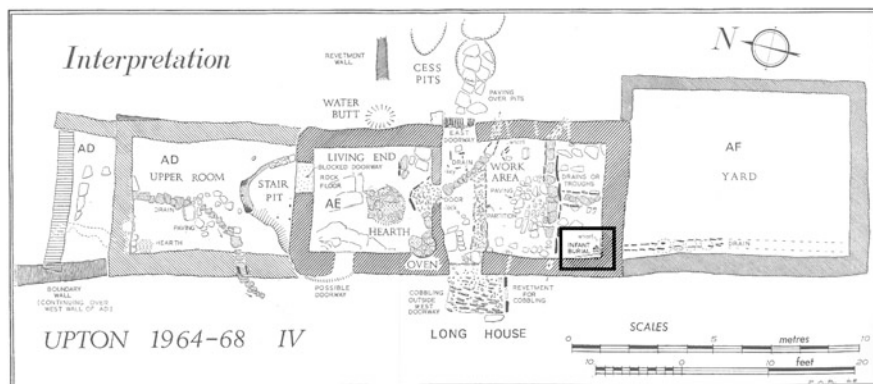 Interpretation
REVETMENT
WALL
CESS
PITS
N
WATER
BUTT
PAVING
OVER PITS
EAST
DOORWAY
AD
AD
UPPER ROOM
STAIR
PIT
LIVING END
BLOCKED DOORWAY
ROCK
FLOOR
AE
HEARTH
OVEN
DRAIN
DOOR
WORK
AREA
PAVING
PARTITION
DRAINS OR
TROUGHS
INFANT
BURIAL
AF
YARD
DRAIN
DRAIN
PAVING
HEARTH
BOUNDARY
WALL
(CONTINUING OVER
WEST WALL OF AD)
POSSIBLE
DOORWAY
COBBLING
OUTSIDE
WEST
DOORWAY
REVETMENT
FOR
COBBLING
UPTON 1964-68 IV
LONG HOUSE
SCALES
metres
0 5 10
feet
10 0 10 20